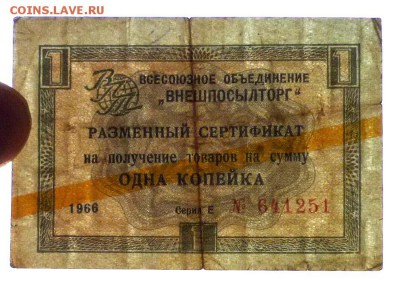 COINS.LAVE.RU
ВСЕСОЮЗНОЕ ОБЪЕДИНЕНИЕ
„ВНЕШПОСЫЛТОРГ“
1 1
РАЗМЕННЫЙ СЕРТИФИКАТ
на получение товаров на сумму
ОДНА КОПЕЙКА
1966 Серия Е № 641251
1